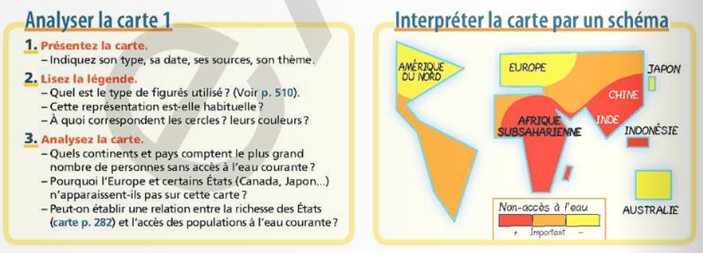 Analyser la carte 1
1. Présentez la carte.
– Indiquez son type, sa date, ses sources, son thème.
2. Lisez la légende.
– Quel est le type de figurés utilisé ? (Voir p. 510).
– Cette représentation est-elle habituelle ?
– À quoi correspondent les cercles ? leurs couleurs ?
3. Analysez la carte.
– Quels continents et pays comptent le plus grand
nombre de personnes sans accès à l'eau courante ?
– Pourquoi l'Europe et certains États (Canada, Japon...)
n'apparaissent-ils pas sur cette carte ?
– Peut-on établir une relation entre la richesse des États
(carte p. 282) et l'accès des populations à l'eau courante ?
Interpréter la carte par un schéma
AMÉRIQUE
DU NORD
EUROPE
JAPON
CHINE
INDE
AFRIQUE
SUBSAHARIENNE
INDONÉSIE
AUSTRALIE
Non-accès à l'eau
+ Important –